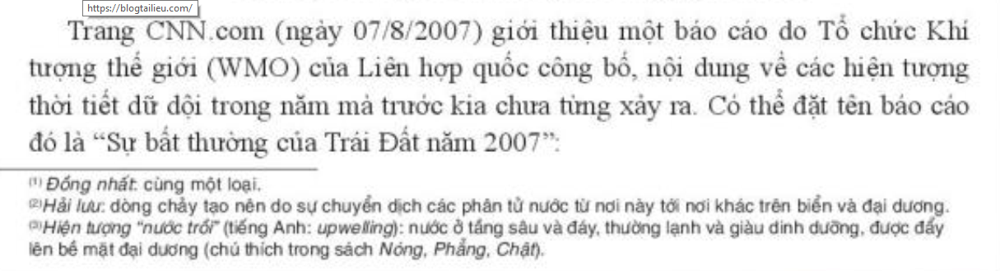 https://blogtailieu.com/
Trang CNN.com (ngày 07/8/2007) giới thiệu một báo cáo do Tổ chức Khí
tượng thế giới (WMO) của Liên hợp quốc công bố, nội dung về các hiện tượng
thời tiết dữ dội trong năm mà trước kia chưa từng xảy ra. Có thể đặt tên báo cáo
đó là “Sự bất thường của Trái Đất năm 2007”:
(1) Đồng nhất: cùng một loại.
(2)Hải lưu: dòng chảy tạo nên do sự chuyển dịch các phân tử nước từ nơi này tới nơi khác trên biển và đại dương.
(3)Hiện tượng “nước trồi” (tiếng Anh: upwelling): nước ở tầng sâu và đáy, thường lạnh và giàu dinh dưỡng, được đẩy
lên bề mặt đại dương (chú thích trong sách Nóng, Phẳng, Chật).